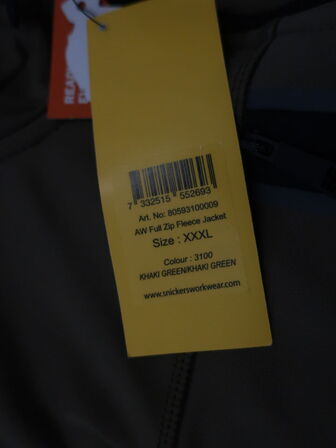 READ
7 332515 552693
Art. No: 80593100009
AW Full Zip Fleece Jacket
Size : XXXL
Colour : 3100
KHAKI GREEN/KHAKI GREEN
www.snickersworkwear.com